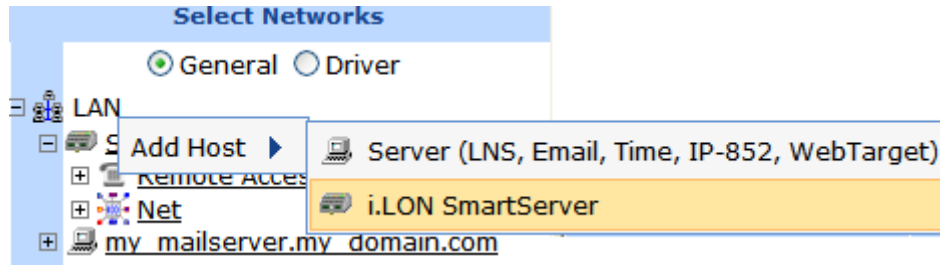 Select Networks
General Driver
LAN
S
Add Host Server (LNS, Email, Time, IP-852, WebTarget)
Remote Acces
i.LON SmartServer
Net
my_mailserver.my_domain.com